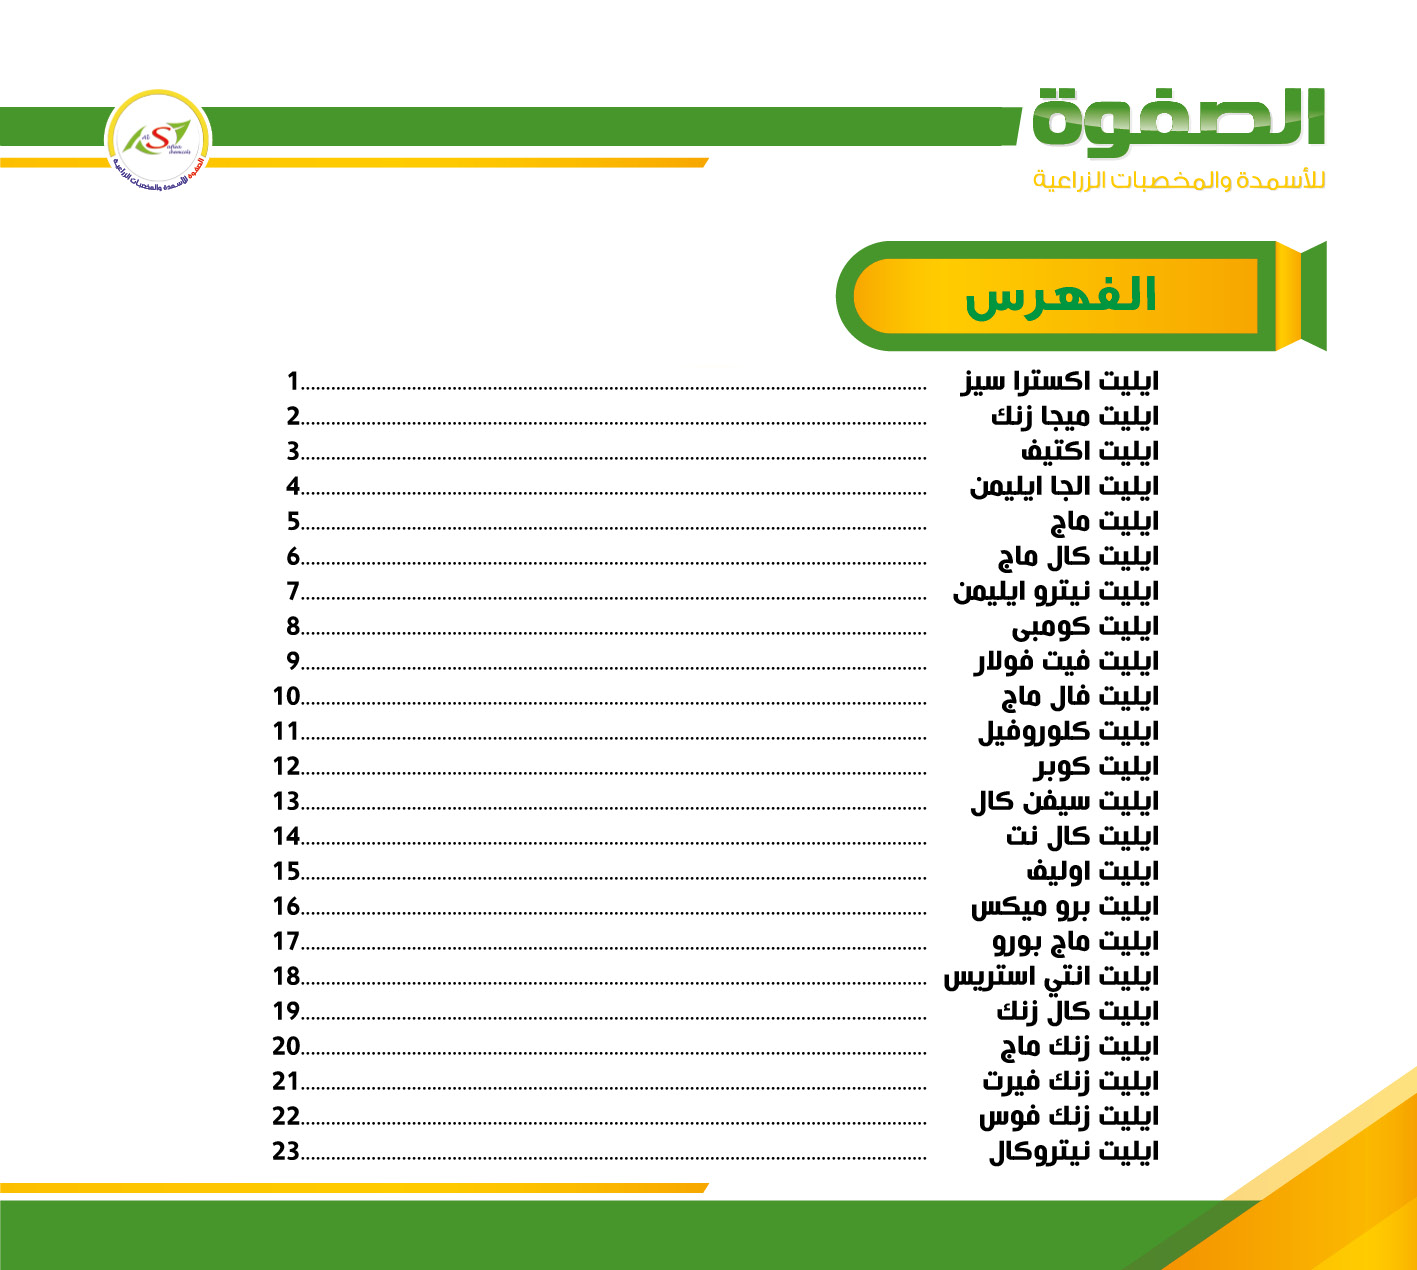 الصفوة
للأسمدة والمخصبات الزراعية
Al Safwa chemicals
الصفوة للأسمدة والمخصبات الزراعية
الفهرس
ايليت اكسترا سيز ........ 1
ايليت ميجا زنك ........ 2
ايليت اكتيف ........ 3
ايليت الجا ايليمن ........ 4
ايليت ماج ........ 5
ايليت كال ماج ........ 6
ايليت نيترو ايليمن ........ 7
ايليت كومبى ........ 8
ايليت فيت فولار ........ 9
ايليت فال ماج ........ 10
ايليت كلوروفيل ........ 11
ايليت كوبر ........ 12
ايليت سيفن كال ........ 13
ايليت كال نت ........ 14
ايليت اوليف ........ 15
ايليت برو ميكس ........ 16
ايليت ماج بورو ........ 17
ايليت انتي استريس ........ 18
ايليت كال زنك ........ 19
ايليت زنك ماج ........ 20
ايليت زنك فيرت ........ 21
ايليت زنك فوس ........ 22
ايليت نيتروكال ........ 23